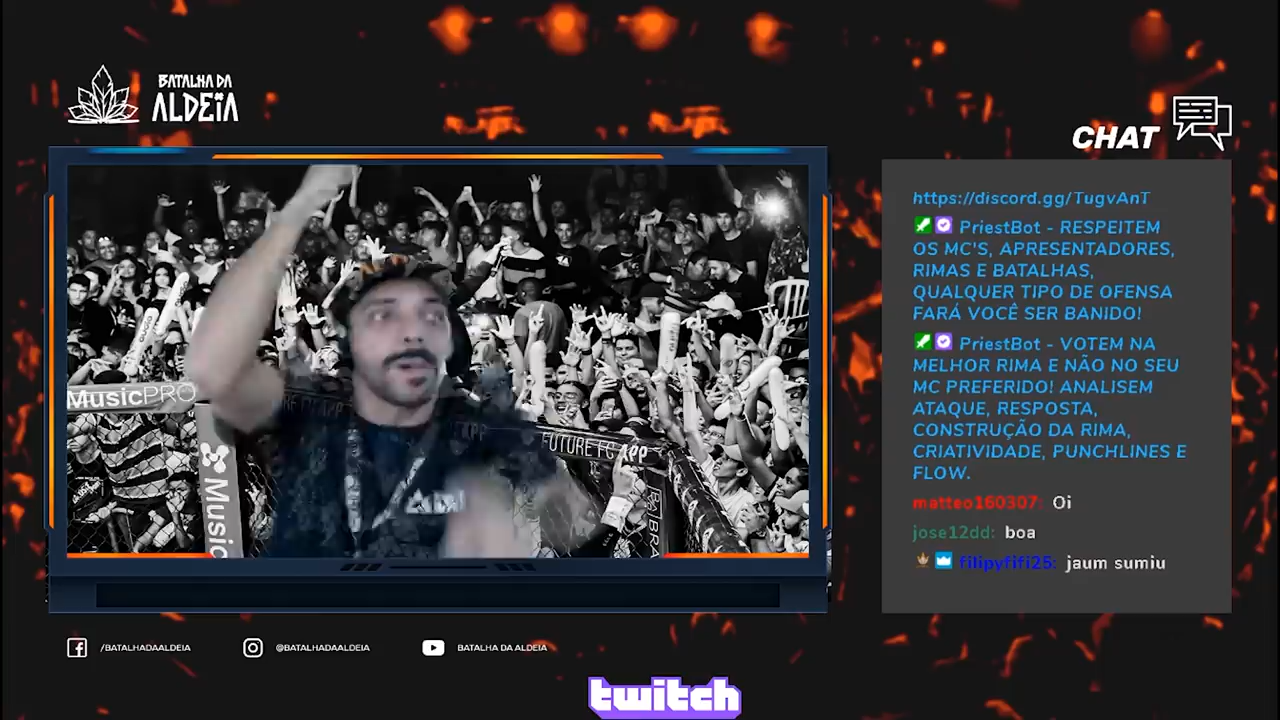 BATALHA DA
ALDEIA
CHAT
https://discord.gg/TugvAnT
PriestBot - RESPEITEM
OS MC'S, APRESENTADORES,
RIMAS E BATALHAS,
QUALQUER TIPO DE OFENSA
FARÁ VOCÊ SER BANIDO!
PriestBot - VOTEM NA
MELHOR RIMA E NÃO NO SEU
MC PREFERIDO! ANALISEM
ATAQUE, RESPOSTA,
CONSTRUÇÃO DA RIMA,
CRIATIVIDADE, PUNCHLINES E
FLOW.
matteo160307: Oi
jose12dd: boa
filipyfifi25: jaum sumiu
MusicPRO
FUTURE FC APP
Music
BRA
/BATALHADAALDEIA
@BATALHADAALDEIA
BATALHA DA ALDEIA
twitch